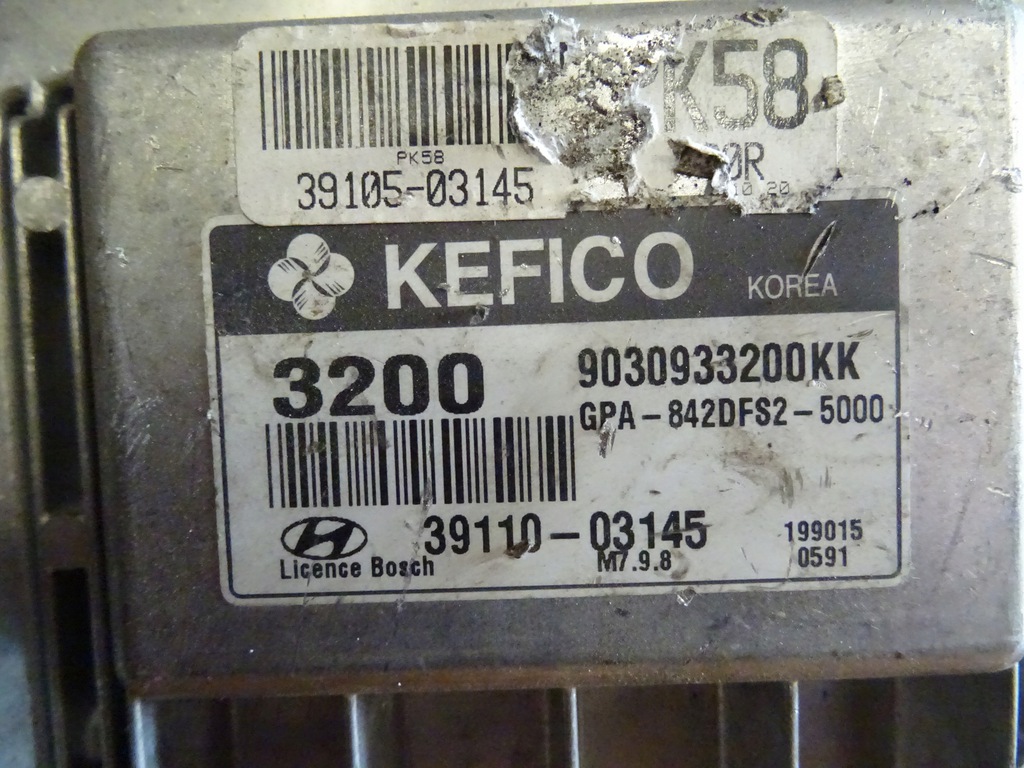 PK58
PK58
39105-03145
KEFICO KOREA
3200
9030933200KK
GPA-842DFS2-5000
39110-03145
M7.9.8
199015
0591
Licence Bosch